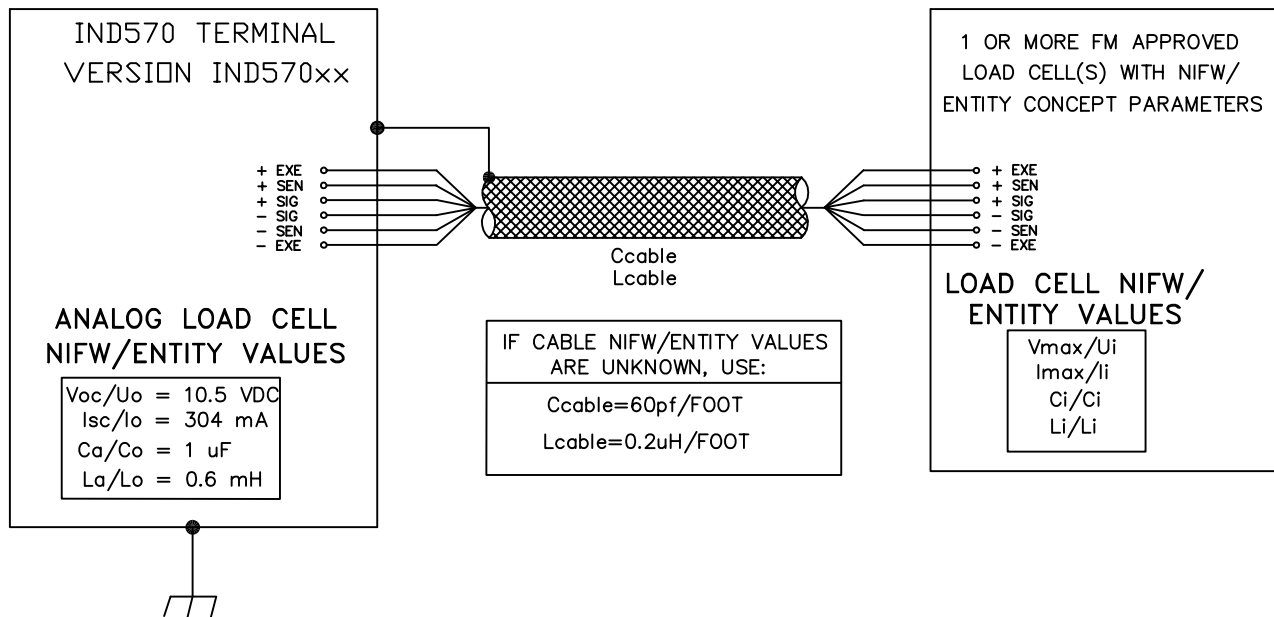 IND570 TERMINAL
VERSION IND570xx
+ EXE
+ SEN
+ SIG
− SIG
− SEN
− EXE
ANALOG LOAD CELL
NIFW/ENTITY VALUES
Voc/Uo = 10.5 VDC
Isc/Io = 304 mA
Ca/Co = 1 uF
La/Lo = 0.6 mH
Ccable
Lcable
IF CABLE NIFW/ENTITY VALUES
ARE UNKNOWN, USE:
Ccable=60pf/FOOT
Lcable=0.2uH/FOOT
1 OR MORE FM APPROVED
LOAD CELL(S) WITH NIFW/
ENTITY CONCEPT PARAMETERS
+ EXE
+ SEN
+ SIG
− SIG
− SEN
− EXE
LOAD CELL NIFW/
ENTITY VALUES
Vmax/Ui
Imax/Ii
Ci/Ci
Li/Li